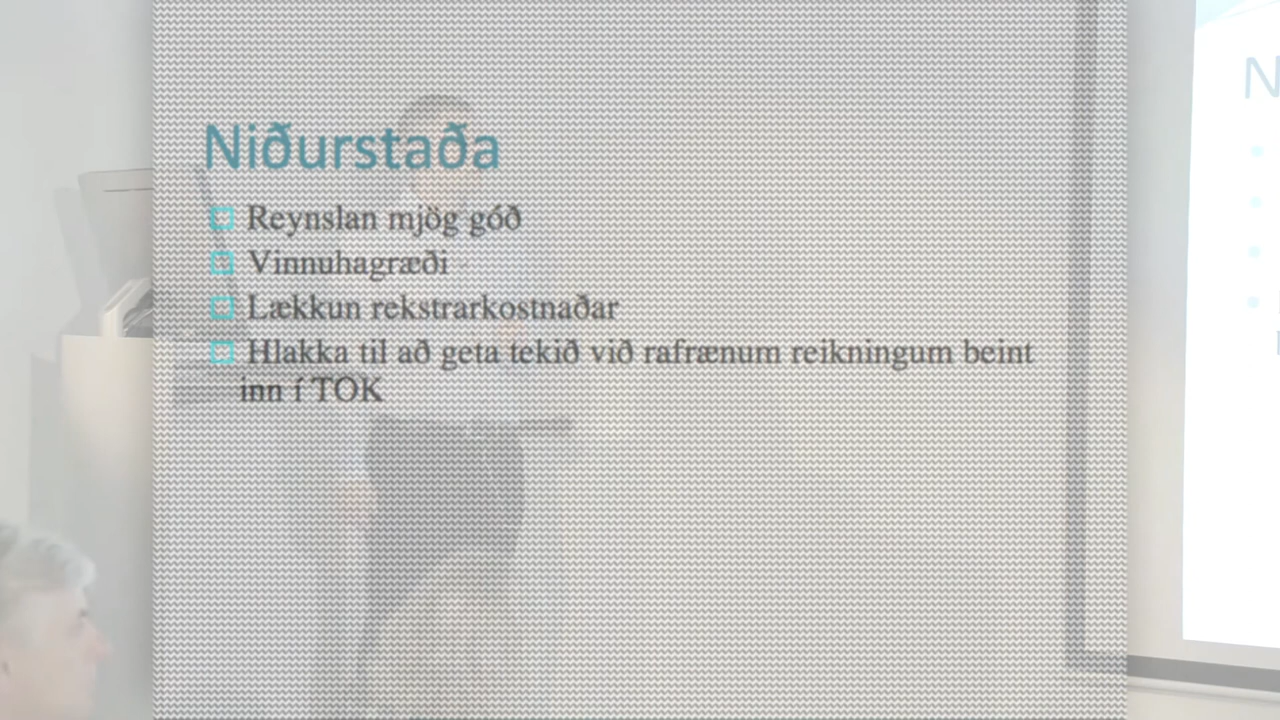 Niðurstaða
Reynslan mjög góð
Vinnuhagræði
Lækkun rekstrarkostnaðar
Hlakka til að geta tekið við rafrænum reikningum beint
inn í TOK
N